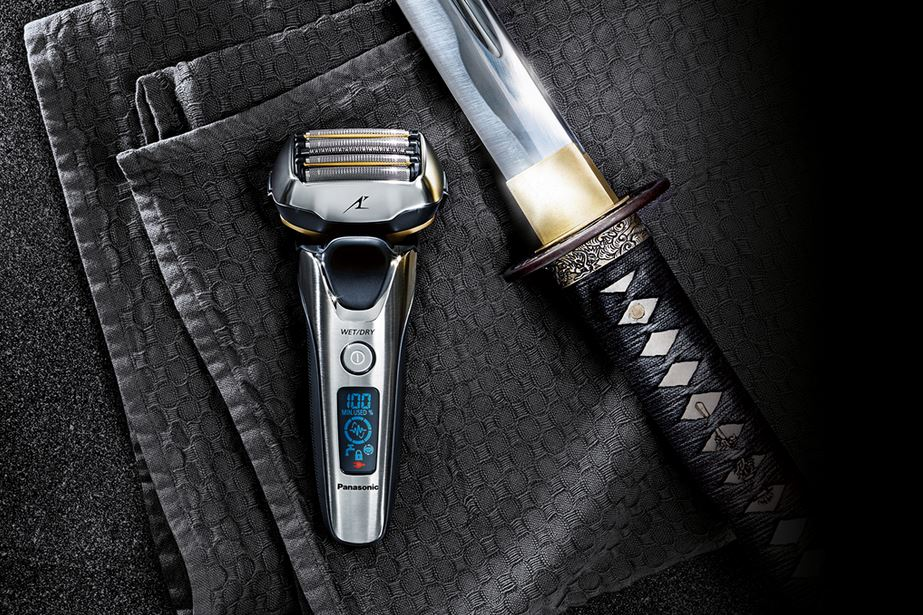 WET/DRY
100
MIN USED %
Panasonic